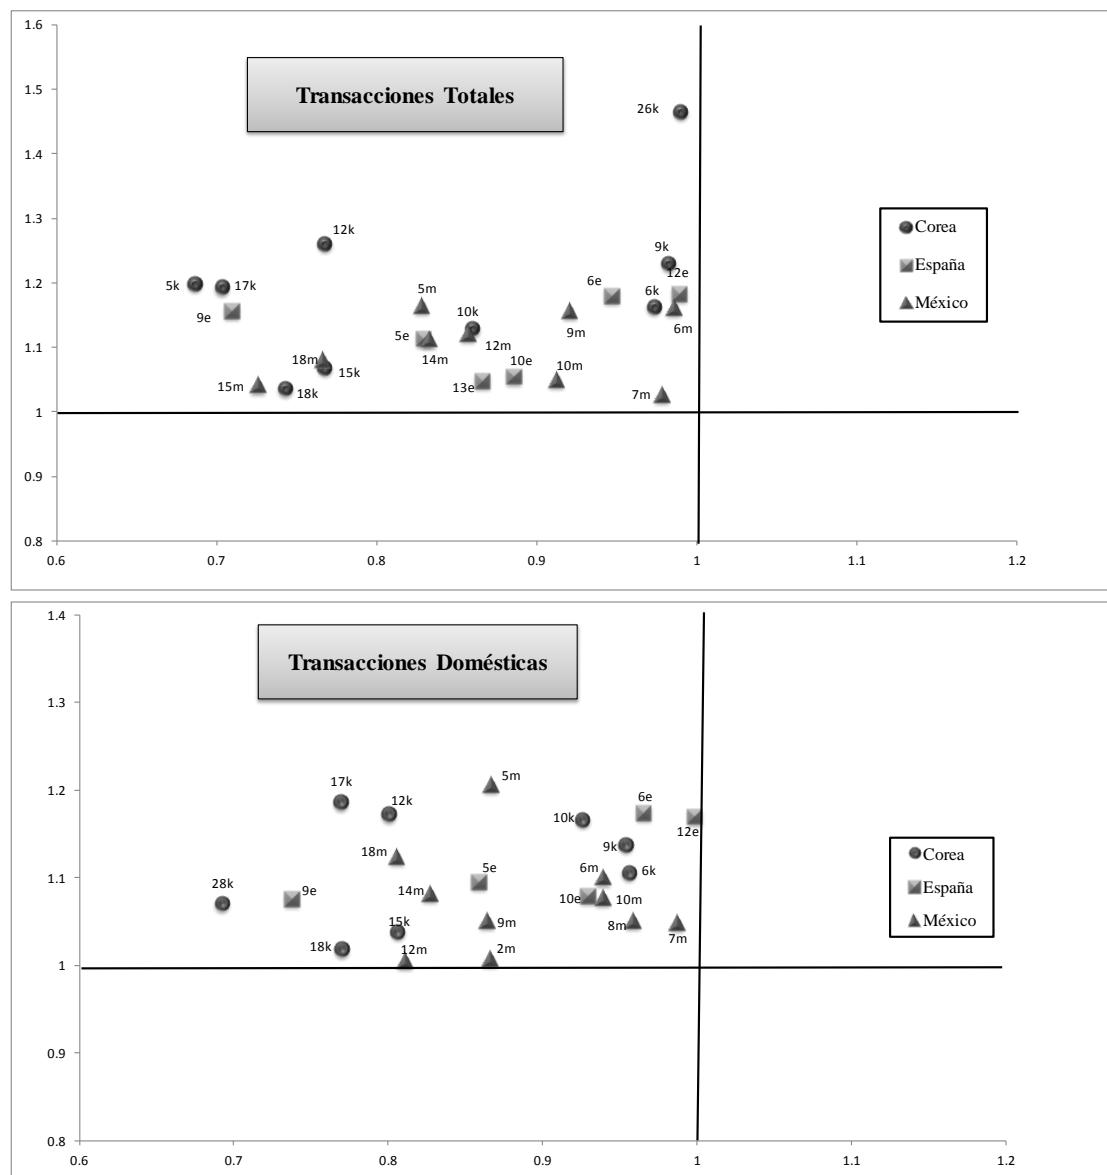 1.6
Transacciones Totales
1.5
26k
1.4
1.3
12k
9k
Corea
5k
17k
12e
España
1.2
6e
6k
5m
9e
10k
9m
6m
México
5e
14m
12m
1.1
18m
15k
10e
10m
15m
18k
13e
7m
1
0.9
0.8
0.6
0.7
0.8
0.9
1
1.1
1.2
1.4
Transacciones Domésticas
1.3
17k
5m
1.2
12k
6e
10k
12e
18m
9k
Corea
5e
6m
6k
28k
9e
14m
10e
10m
España
1.1
15k
9m
8m
7m
México
18k
12m
2m
1
0.9
0.8
0.6
0.7
0.8
0.9
1
1.1
1.2